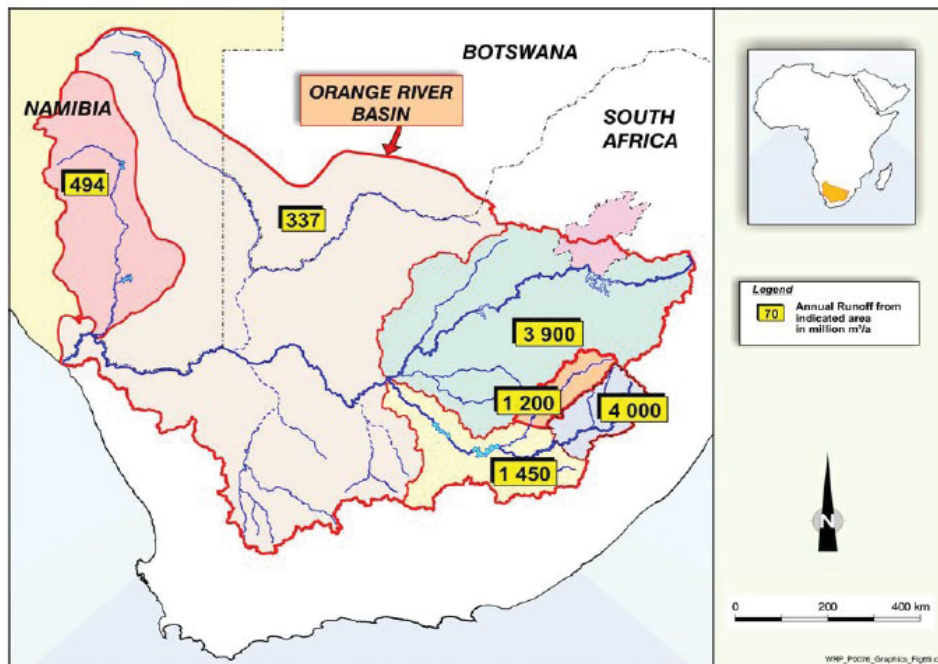 BOTSWANA
NAMIBIA
ORANGE RIVER
BASIN
SOUTH
AFRICA
494
337
3 900
1 200
4 000
1 450
Legend
70
Annual Runoff from
indicated area
in million m³/a
N
0 200 400 km